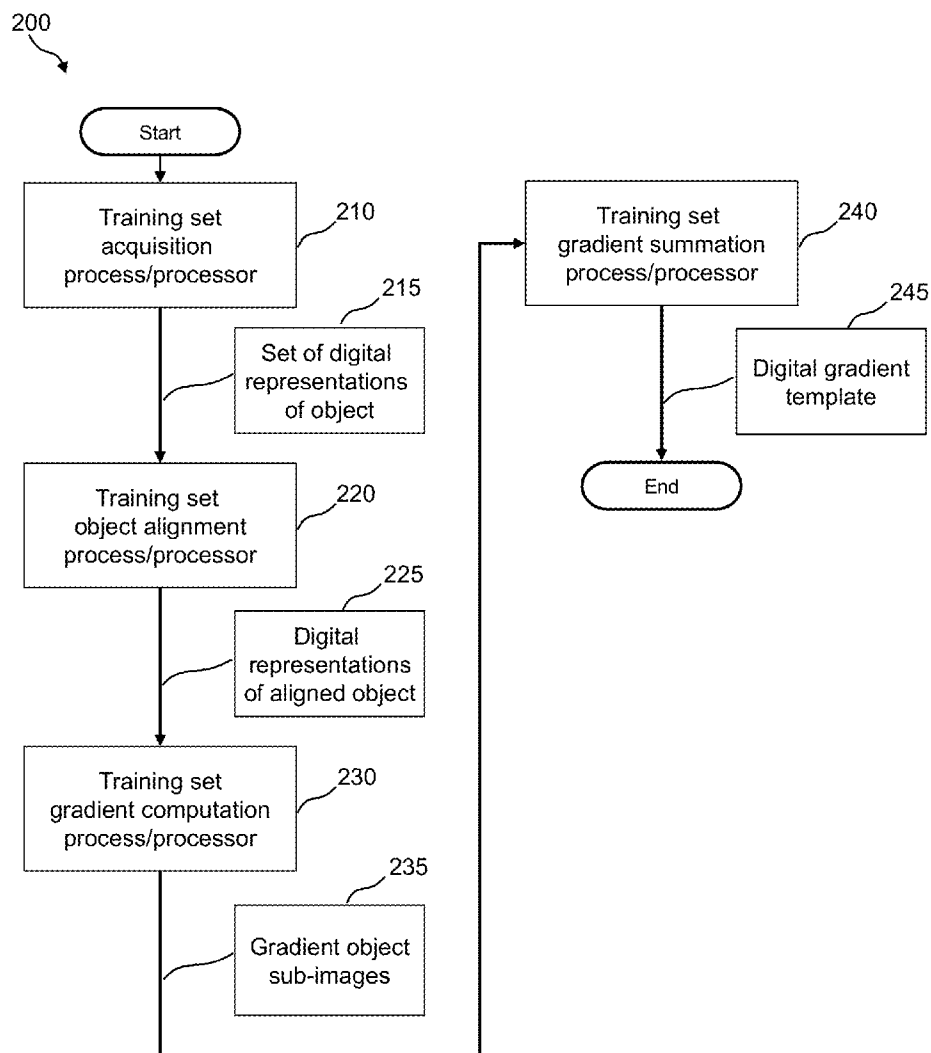 200
Start
Training set
acquisition
process/processor
210
215
Set of digital
representations
of object
Training set
object alignment
process/processor
220
225
Digital
representations
of aligned object
Training set
gradient computation
process/processor
230
235
Gradient object
sub-images
Training set
gradient summation
process/processor
240
245
Digital gradient
template
End